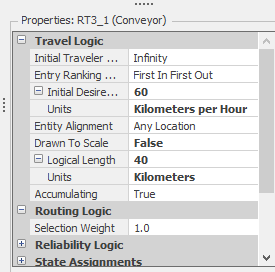 Properties: RT3_1 (Conveyor)
Travel Logic
Initial Traveler ... Infinity
Entry Ranking ... First In First Out
Initial Desire... 60
Units Kilometers per Hour
Entity Alignment Any Location
Drawn To Scale False
Logical Length 40
Units Kilometers
Accumulating True
Routing Logic
Selection Weight 1.0
Reliability Logic
State Assignments